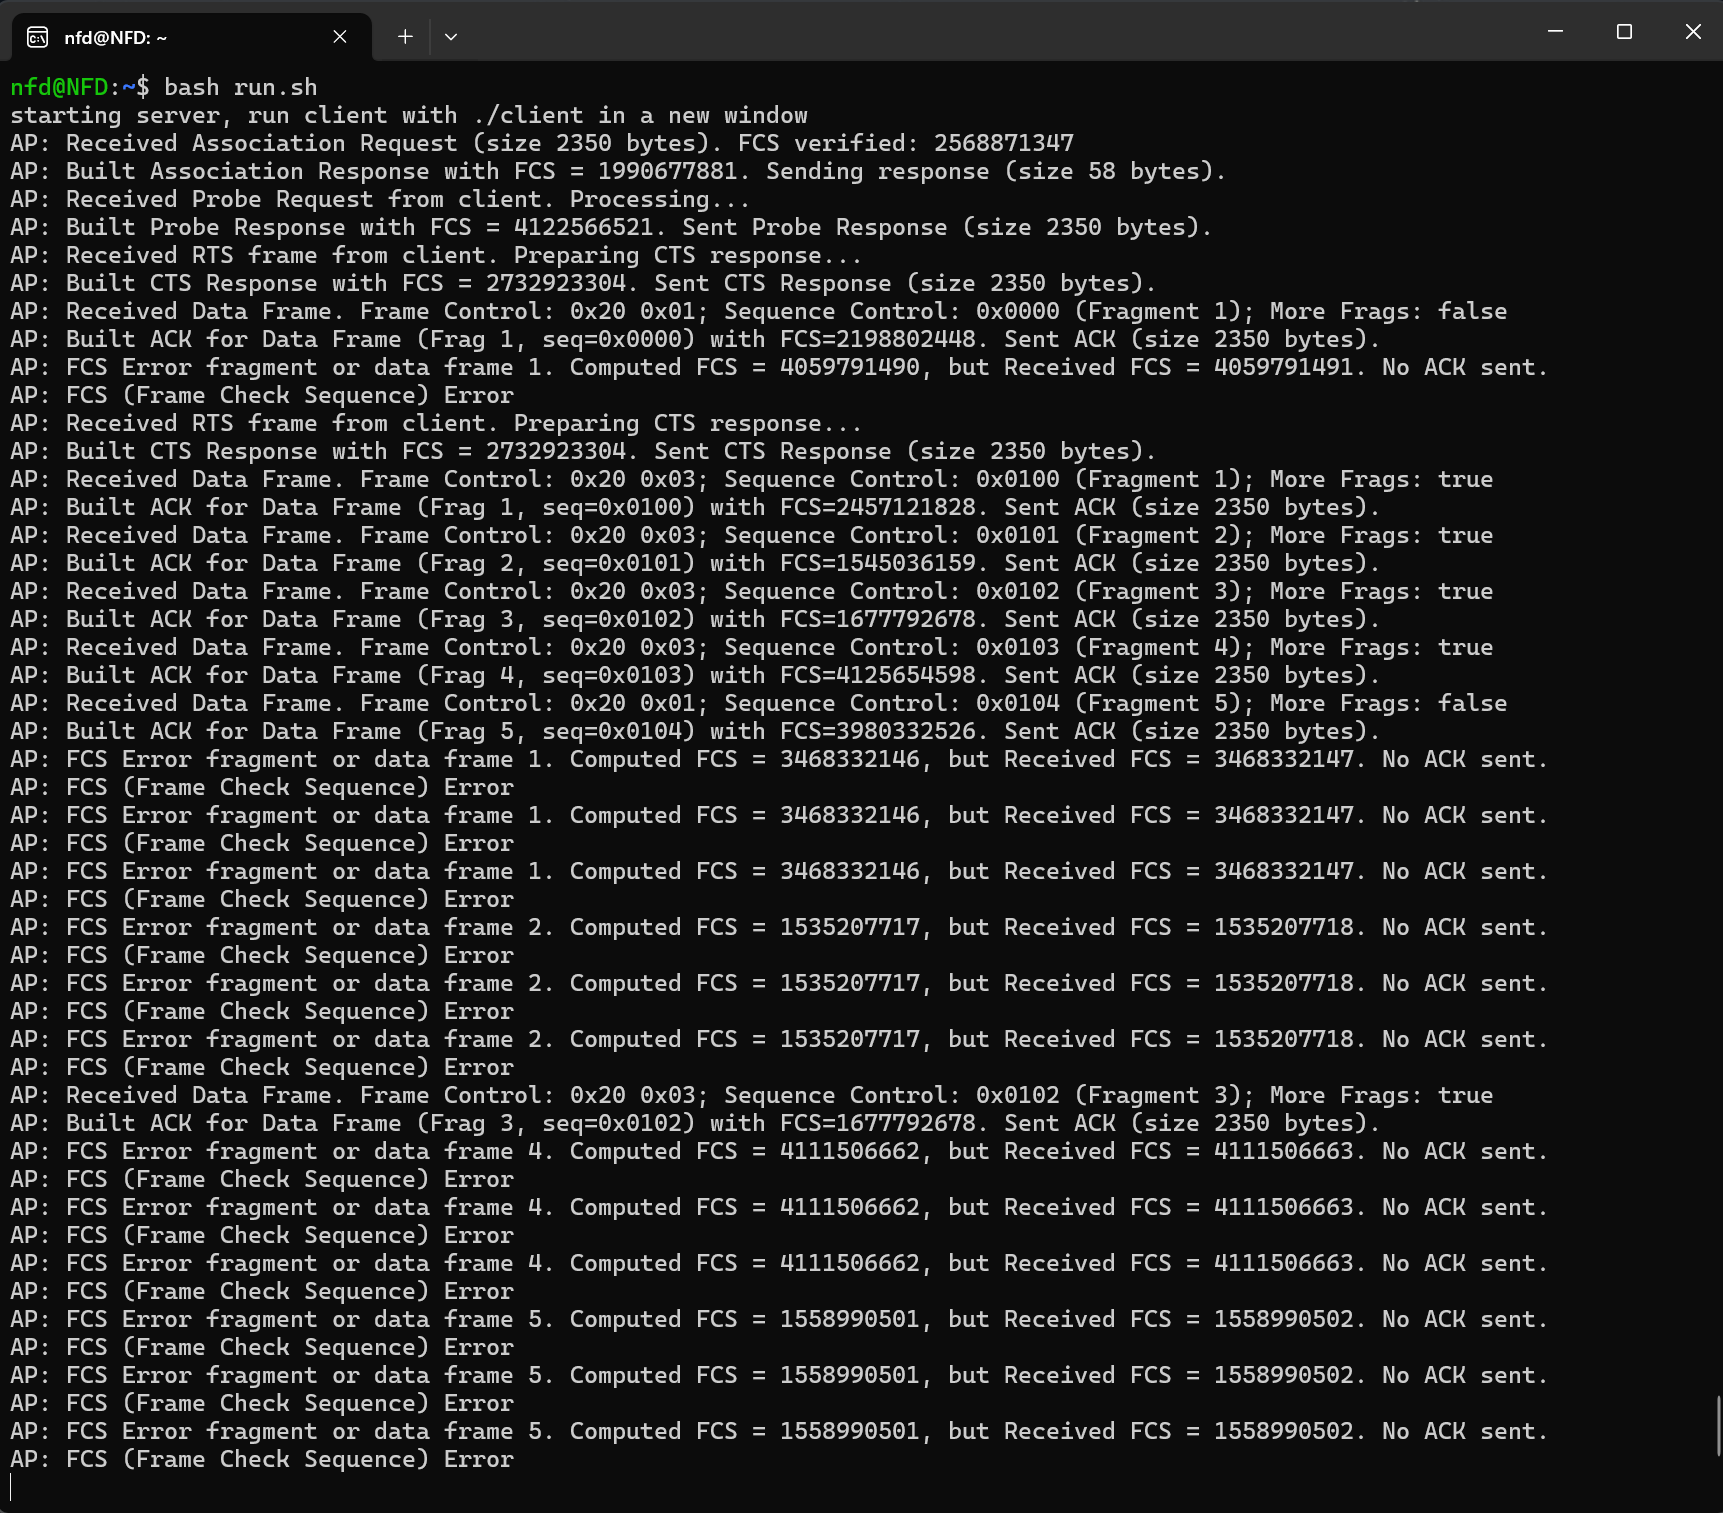 nfd@NFD: ~
nfd@NFD:~$ bash run.sh
starting server, run client with ./client in a new window
AP: Received Association Request (size 2350 bytes). FCS verified: 2568871347
AP: Built Association Response with FCS = 1990677881. Sending response (size 58 bytes).
AP: Received Probe Request from client. Processing...
AP: Built Probe Response with FCS = 4122566521. Sent Probe Response (size 2350 bytes).
AP: Received RTS frame from client. Preparing CTS response...
AP: Built CTS Response with FCS = 2732923304. Sent CTS Response (size 2350 bytes).
AP: Received Data Frame. Frame Control: 0x20 0x01; Sequence Control: 0x0000 (Fragment 1); More Frags: false
AP: Built ACK for Data Frame (Frag 1, seq=0x0000) with FCS=2198802448. Sent ACK (size 2350 bytes).
AP: FCS Error fragment or data frame 1. Computed FCS = 4059791490, but Received FCS = 4059791491. No ACK sent.
AP: FCS (Frame Check Sequence) Error
AP: Received RTS frame from client. Preparing CTS response...
AP: Built CTS Response with FCS = 2732923304. Sent CTS Response (size 2350 bytes).
AP: Received Data Frame. Frame Control: 0x20 0x03; Sequence Control: 0x0100 (Fragment 1); More Frags: true
AP: Built ACK for Data Frame (Frag 1, seq=0x0100) with FCS=2457121828. Sent ACK (size 2350 bytes).
AP: Received Data Frame. Frame Control: 0x20 0x03; Sequence Control: 0x0101 (Fragment 2); More Frags: true
AP: Built ACK for Data Frame (Frag 2, seq=0x0101) with FCS=1545036159. Sent ACK (size 2350 bytes).
AP: Received Data Frame. Frame Control: 0x20 0x03; Sequence Control: 0x0102 (Fragment 3); More Frags: true
AP: Built ACK for Data Frame (Frag 3, seq=0x0102) with FCS=1677792678. Sent ACK (size 2350 bytes).
AP: Received Data Frame. Frame Control: 0x20 0x03; Sequence Control: 0x0103 (Fragment 4); More Frags: true
AP: Built ACK for Data Frame (Frag 4, seq=0x0103) with FCS=4125654598. Sent ACK (size 2350 bytes).
AP: Received Data Frame. Frame Control: 0x20 0x01; Sequence Control: 0x0104 (Fragment 5); More Frags: false
AP: Built ACK for Data Frame (Frag 5, seq=0x0104) with FCS=3980332526. Sent ACK (size 2350 bytes).
AP: FCS Error fragment or data frame 1. Computed FCS = 3468332146, but Received FCS = 3468332147. No ACK sent.
AP: FCS (Frame Check Sequence) Error
AP: FCS Error fragment or data frame 1. Computed FCS = 3468332146, but Received FCS = 3468332147. No ACK sent.
AP: FCS (Frame Check Sequence) Error
AP: FCS Error fragment or data frame 1. Computed FCS = 3468332146, but Received FCS = 3468332147. No ACK sent.
AP: FCS (Frame Check Sequence) Error
AP: FCS Error fragment or data frame 2. Computed FCS = 1535207717, but Received FCS = 1535207718. No ACK sent.
AP: FCS (Frame Check Sequence) Error
AP: FCS Error fragment or data frame 2. Computed FCS = 1535207717, but Received FCS = 1535207718. No ACK sent.
AP: FCS (Frame Check Sequence) Error
AP: FCS Error fragment or data frame 2. Computed FCS = 1535207717, but Received FCS = 1535207718. No ACK sent.
AP: FCS (Frame Check Sequence) Error
AP: Received Data Frame. Frame Control: 0x20 0x03; Sequence Control: 0x0102 (Fragment 3); More Frags: true
AP: Built ACK for Data Frame (Frag 3, seq=0x0102) with FCS=1677792678. Sent ACK (size 2350 bytes).
AP: FCS Error fragment or data frame 4. Computed FCS = 4111506662, but Received FCS = 4111506663. No ACK sent.
AP: FCS (Frame Check Sequence) Error
AP: FCS Error fragment or data frame 4. Computed FCS = 4111506662, but Received FCS = 4111506663. No ACK sent.
AP: FCS (Frame Check Sequence) Error
AP: FCS Error fragment or data frame 4. Computed FCS = 4111506662, but Received FCS = 4111506663. No ACK sent.
AP: FCS (Frame Check Sequence) Error
AP: FCS Error fragment or data frame 5. Computed FCS = 1558990501, but Received FCS = 1558990502. No ACK sent.
AP: FCS (Frame Check Sequence) Error
AP: FCS Error fragment or data frame 5. Computed FCS = 1558990501, but Received FCS = 1558990502. No ACK sent.
AP: FCS (Frame Check Sequence) Error
AP: FCS Error fragment or data frame 5. Computed FCS = 1558990501, but Received FCS = 1558990502. No ACK sent.
AP: FCS (Frame Check Sequence) Error